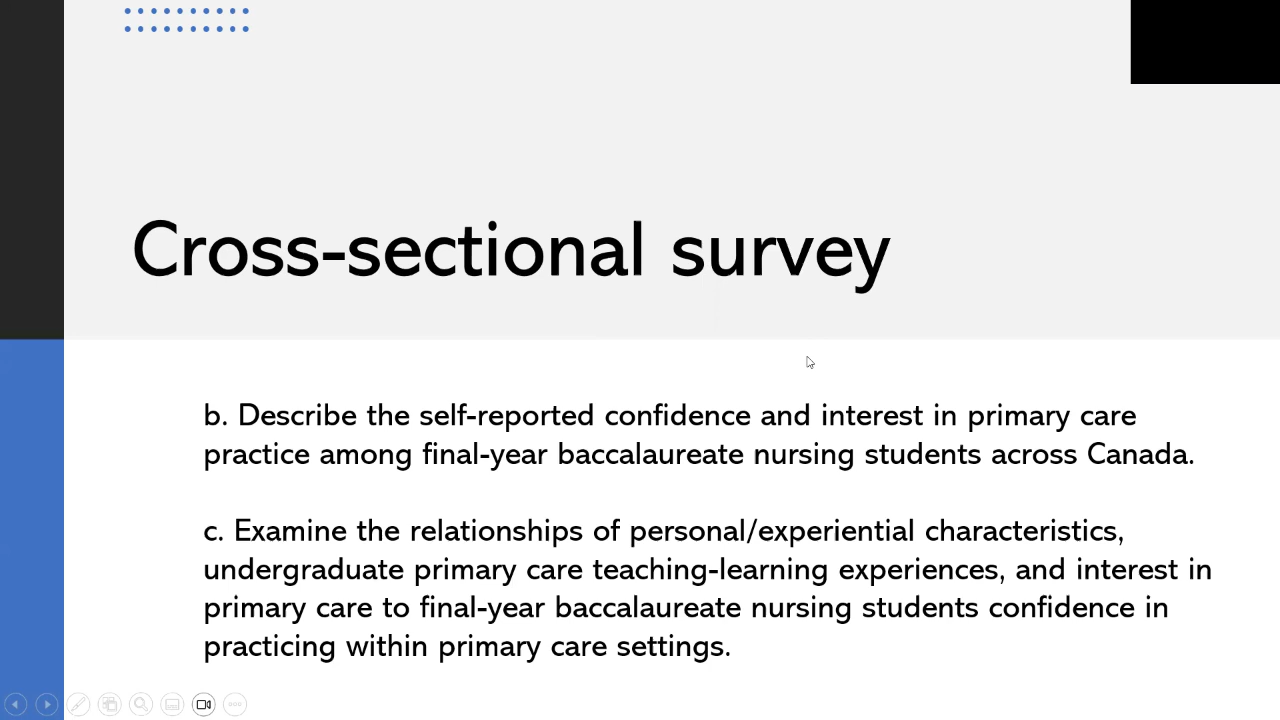 Cross-sectional survey
b. Describe the self-reported confidence and interest in primary care
practice among final-year baccalaureate nursing students across Canada.
c. Examine the relationships of personal/experiential characteristics,
undergraduate primary care teaching-learning experiences, and interest in
primary care to final-year baccalaureate nursing students confidence in
practicing within primary care settings.